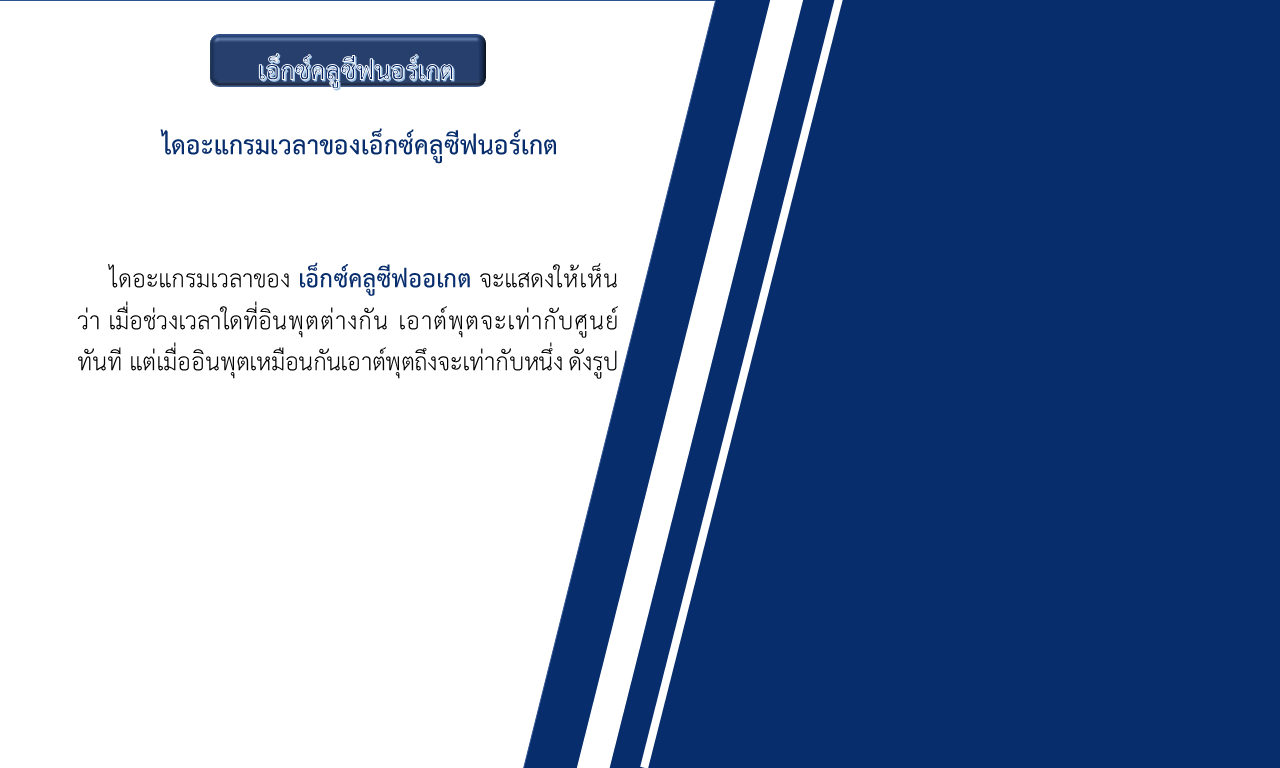 เอ็กซ์คลูซีฟนอร์เกต
ไดอะแกรมเวลาของเอ็กซ์คลูซีฟนอร์เกต
ไดอะแกรมเวลาของ เอ็กซ์คลูซีฟออเกต จะแสดงให้เห็น
ว่า เมื่อช่วงเวลาใดที่อินพุตต่างกัน เอาต์พุตจะเท่ากับศูนย์
ทันที แต่เมื่ออินพุตเหมือนกันเอาต์พุตถึงจะเท่ากับหนึ่ง ดังรูป